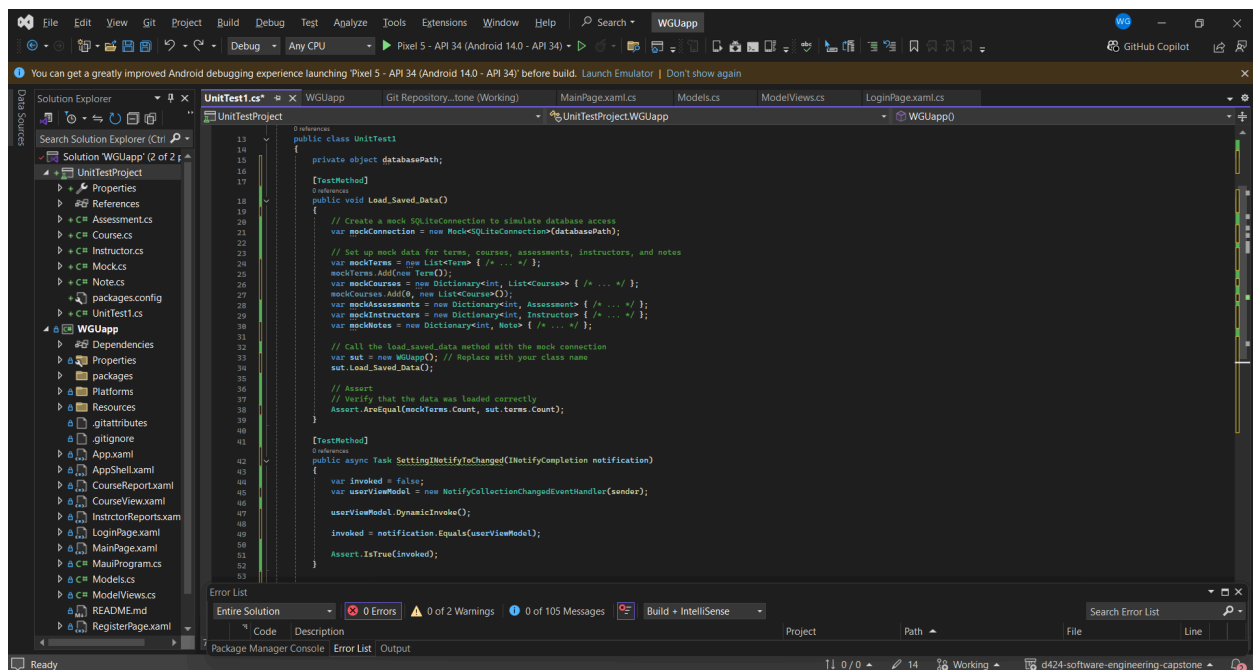 File Edit View Git Project Build Debug Test Analyze Tools Extensions Window Help Search WGUapp WG
Debug Any CPU Pixel 5 - API 34 (Android 14.0 - API 34) GitHub Copilot
You can get a greatly improved Android debugging experience launching 'Pixel 5 - API 34 (Android 14.0 - API 34)' before build. Launch Emulator | Don't show again
Data Sources
Solution Explorer
Search Solution Explorer (Ctrl
Solution 'WGUapp' (2 of 2 p
UnitTestProject
Properties
References
C# Assessment.cs
C# Course.cs
C# Instructor.cs
C# Mock.cs
C# Note.cs
packages.config
C# UnitTest1.cs
WGUapp
Dependencies
Properties
packages
Platforms
Resources
.gitattributes
.gitignore
App.xaml
AppShell.xaml
CourseReport.xaml
CourseView.xaml
InstrctorReports.xam
LoginPage.xaml
MainPage.xaml
C# MauiProgram.cs
C# Models.cs
C# ModelViews.cs
README.md
RegisterPage.xaml
UnitTest1.cs* WGUapp Git Repository...tone (Working) MainPage.xaml.cs Models.cs ModelViews.cs LoginPage.xaml.cs
UnitTestProject UnitTestProject.WGUapp WGUapp()
0 references
13 public class UnitTest1
14 {
15 private object databasePath;
16
17 [TestMethod]
0 references
18 public void Load_Saved_Data()
19 {
20 // Create a mock SQLiteConnection to simulate database access
21 var mockConnection = new Mock<SQLiteConnection>(databasePath);
22
23 // Set up mock data for terms, courses, assessments, instructors, and notes
24 var mockTerms = new List<Term> { /* ... */ };
25 mockTerms.Add(new Term());
26 var mockCourses = new Dictionary<int, List<Course>> { /* ... */ };
27 mockCourses.Add(0, new List<Course>());
28 var mockAssessments = new Dictionary<int, Assessment> { /* ... */ };
29 var mockInstructors = new Dictionary<int, Instructor> { /* ... */ };
30 var mockNotes = new Dictionary<int, Note> { /* ... */ };
31
32 // Call the load_saved_data method with the mock connection
33 var sut = new WGUapp(); // Replace with your class name
34 sut.Load_Saved_Data();
35
36 // Assert
37 // Verify that the data was loaded correctly
38 Assert.AreEqual(mockTerms.Count, sut.terms.Count);
39 }
40
41 [TestMethod]
0 references
42 public async Task SettingINotifyToChanged(INotifyCompletion notification)
43 {
44 var invoked = false;
45 var userViewModel = new NotifyCollectionChangedEventHandler(sender);
46
47 userViewModel.DynamicInvoke();
48
49 invoked = notification.Equals(userViewModel);
50
51 Assert.IsTrue(invoked);
52 }
53
Error List
Entire Solution 0 Errors 0 of 2 Warnings 0 of 105 Messages Build + IntelliSense Search Error List
Code Description Project Path File Line
Package Manager Console Error List Output
Ready 0 / 0 14 Working d424-software-engineering-capstone